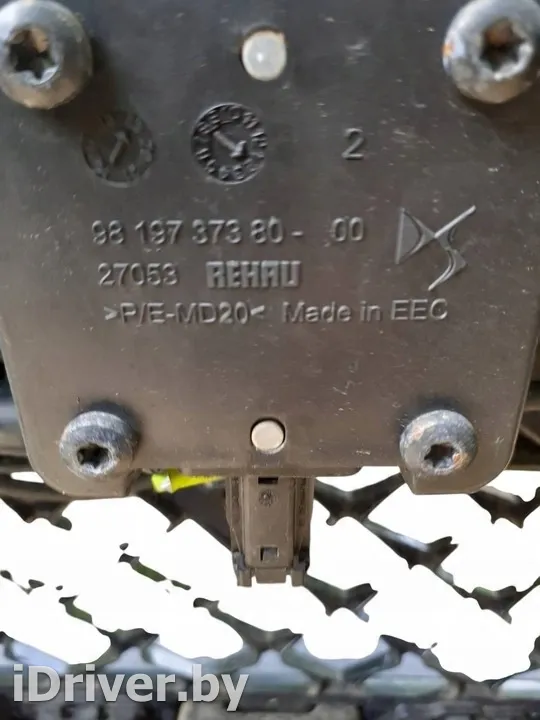 2
98 197 373 80- 00
27053 REHAU
>P/E-MD20< Made in EEC
iDriver.by